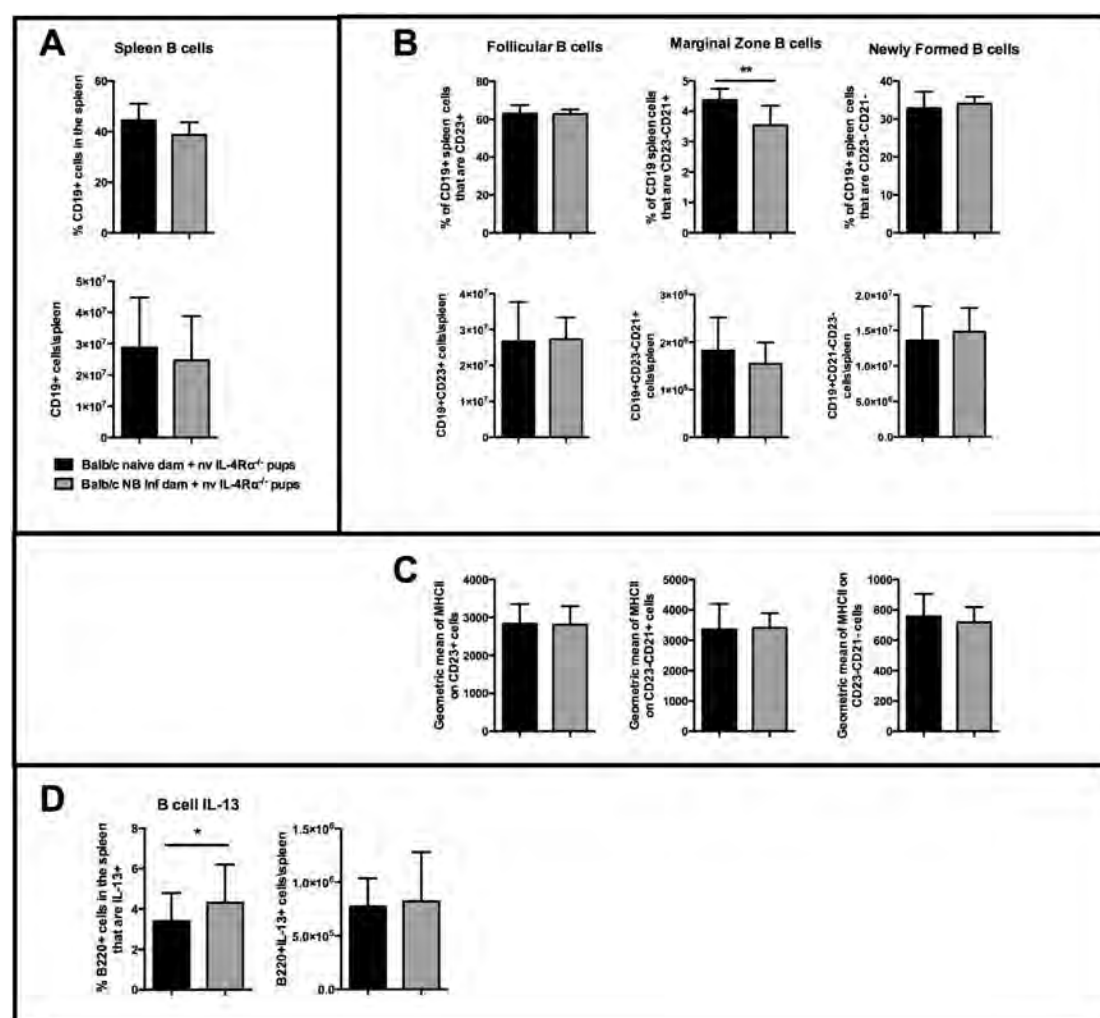 A
Spleen B cells
% CD19+ cells in the spleen
60
40
20
0
CD19+ cells\spleen
5×10⁷
4×10⁷
3×10⁷
2×10⁷
1×10⁷
0
Balb/c naive dam + nv IL-4Rα⁻/⁻ pups
Balb/c NB Inf dam + nv IL-4Rα⁻/⁻ pups
B
Follicular B cells
% of CD19+ spleen cells
that are CD23+
80
60
40
20
0
Marginal Zone B cells
**
% of CD19 spleen cells
that are CD23-CD21+
5
4
3
2
1
0
Newly Formed B cells
% of CD19+ spleen cells
that are CD23- CD21-
40
30
20
10
0
CD19+CD23+ cells\spleen
4×10⁷
3×10⁷
2×10⁷
1×10⁷
0
CD19+CD23-CD21+
cells\spleen
0
CD19+CD21-CD23-
cells\spleen
2.0×10⁷
1.5×10⁷
1.0×10⁷
5.0×10⁶
0.0
C
Geometric mean of MHCII
on CD23+ cells
4000
3000
2000
1000
0
Geometric mean of MHCII
on CD23-CD21+ cells
5000
4000
3000
2000
1000
0
Geometric mean of MHCII on
CD23-CD21- cells
1000
800
600
400
200
0
D
B cell IL-13
*
% B220+ cells in the spleen
that are IL-13+
8
6
4
2
0
B220+IL-13+ cells\spleen
1.5×10⁶
1.0×10⁶
5.0×10⁵
0.0